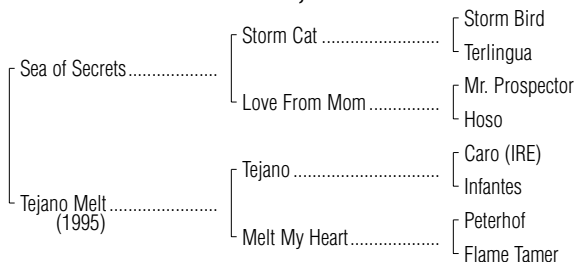 Storm Bird
Storm Cat ........................
Terlingua
Sea of Secrets..................
Mr. Prospector
Love From Mom ..............
Hoso
Caro (IRE)
Tejano ..............................
Infantes
Tejano Melt......................
(1995)
Peterhof
Melt My Heart..................
Flame Tamer